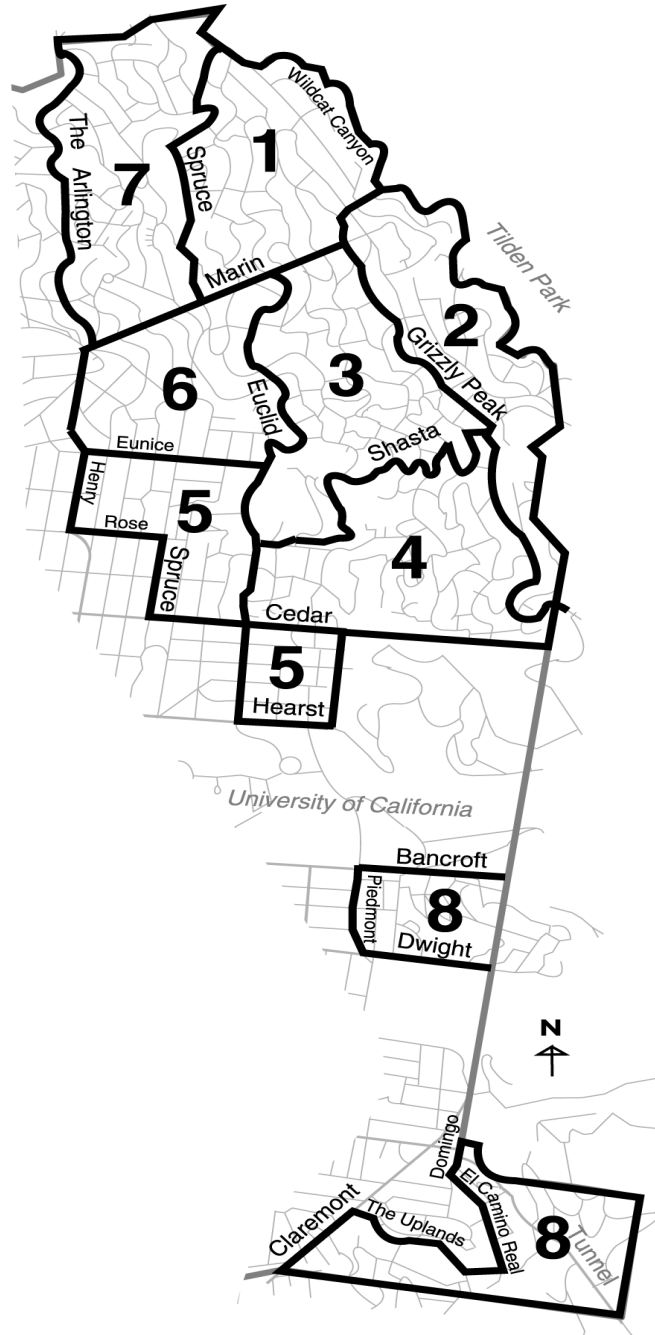 Wildcat Canyon
1
The Arlington
7
Spruce
Marin
Tilden Park
2
Grizzly Peak
3
6
Euclid
Shasta
Eunice
Henry
5
Rose
Spruce
4
Cedar
5
Hearst
University of California
Bancroft
Piedmont
8
Dwight
N
Domingo
El Camino Real
Claremont
The Uplands
8
Tunnel